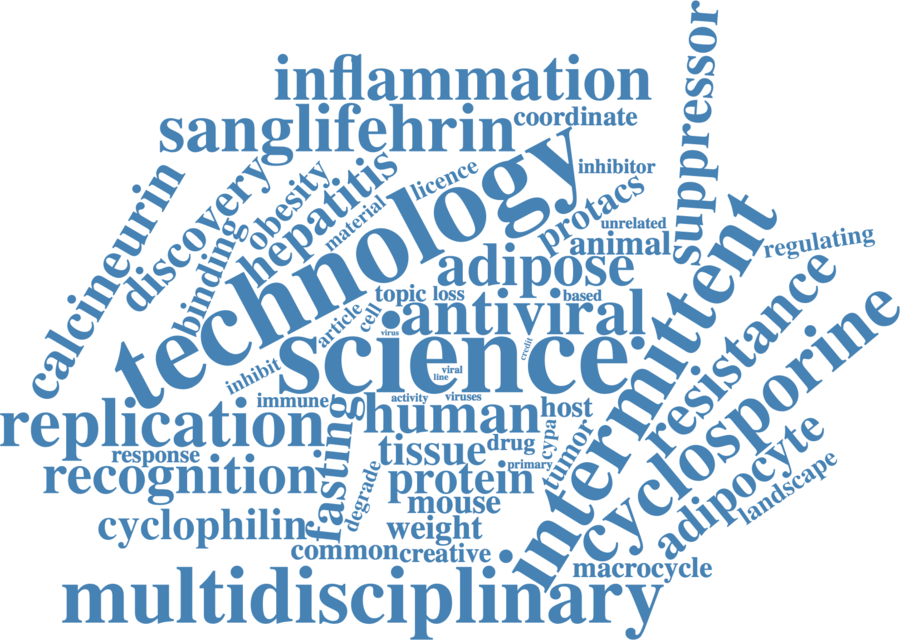 suppressor
inflammation
sanglifehrin
coordinate
technology
inhibitor
calcineurin
discovery
obesity
hepatitis
licence
material
binding
protacs
unrelated
animal
intermittent
regulating
adipose
topic
loss
based
resistance
antiviral
cell
article
virus
science
credit
cyclosporine
viral
line
inhibit
immune
activity
viruses
replication
human
host
fasting
response
tissue
drug
cypa
tumor
recognition
degrade
protein
primary
adipocyte
landscape
mouse
cyclophilin
weight
common
creative
macrocycle
multidisciplinary